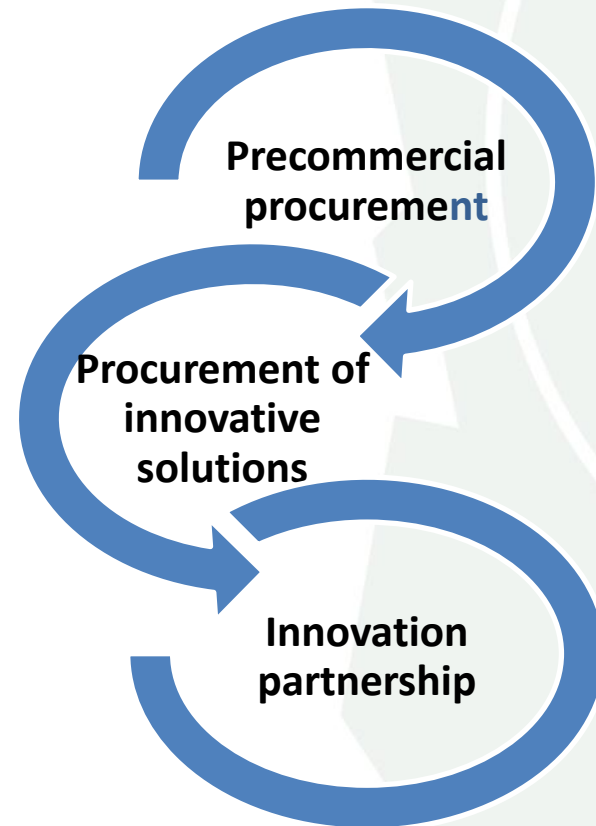 Precommercial
procurement
Procurement of
innovative
solutions
Innovation
partnership